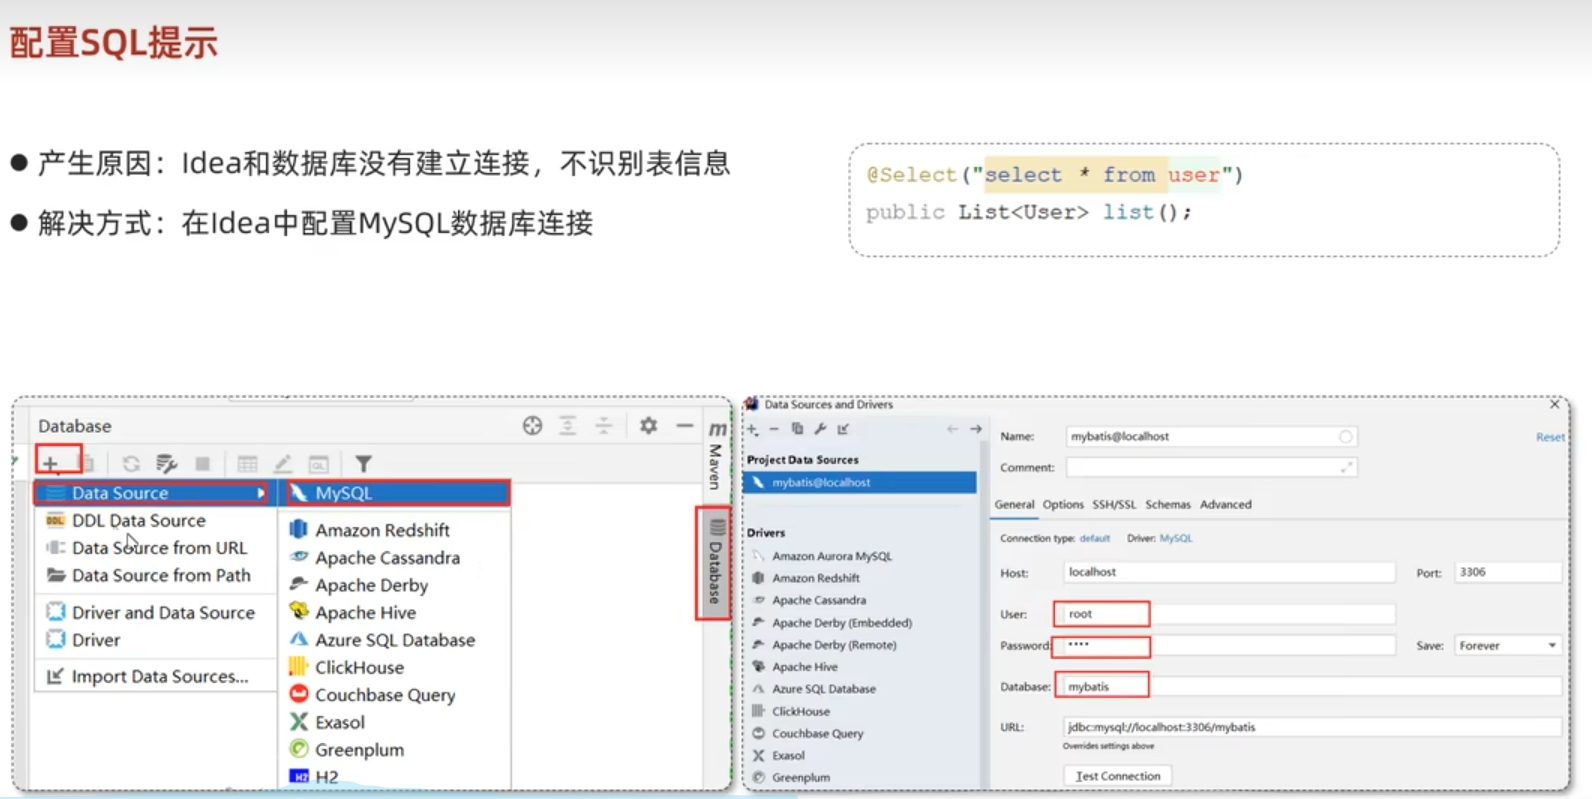 配置SQL提示
● 产生原因：Idea和数据库没有建立连接，不识别表信息
● 解决方式：在Idea中配置MySQL数据库连接
@Select("select * from user")
public List<User> list();
Database
Data Source
DDL Data Source
Data Source from URL
Data Source from Path
Driver and Data Source
Driver
Import Data Sources...
MySQL
Amazon Redshift
Apache Cassandra
Apache Derby
Apache Hive
Azure SQL Database
ClickHouse
Couchbase Query
Exasol
Greenplum
H2
m
Maven
Database
Data Sources and Drivers
Project Data Sources
mybatis@localhost
Drivers
Amazon Aurora MySQL
Amazon Redshift
Apache Cassandra
Apache Derby (Embedded)
Apache Derby (Remote)
Apache Hive
Azure SQL Database
ClickHouse
Couchbase Query
Exasol
Greenplum
Name: mybatis@localhost Reset
Comment:
General Options SSH/SSL Schemas Advanced
Connection type: default Driver: MySQL
Host: localhost Port: 3306
User: root
Password: •••• Save: Forever
Database: mybatis
URL: jdbc:mysql://localhost:3306/mybatis
Overrides settings above
Test Connection